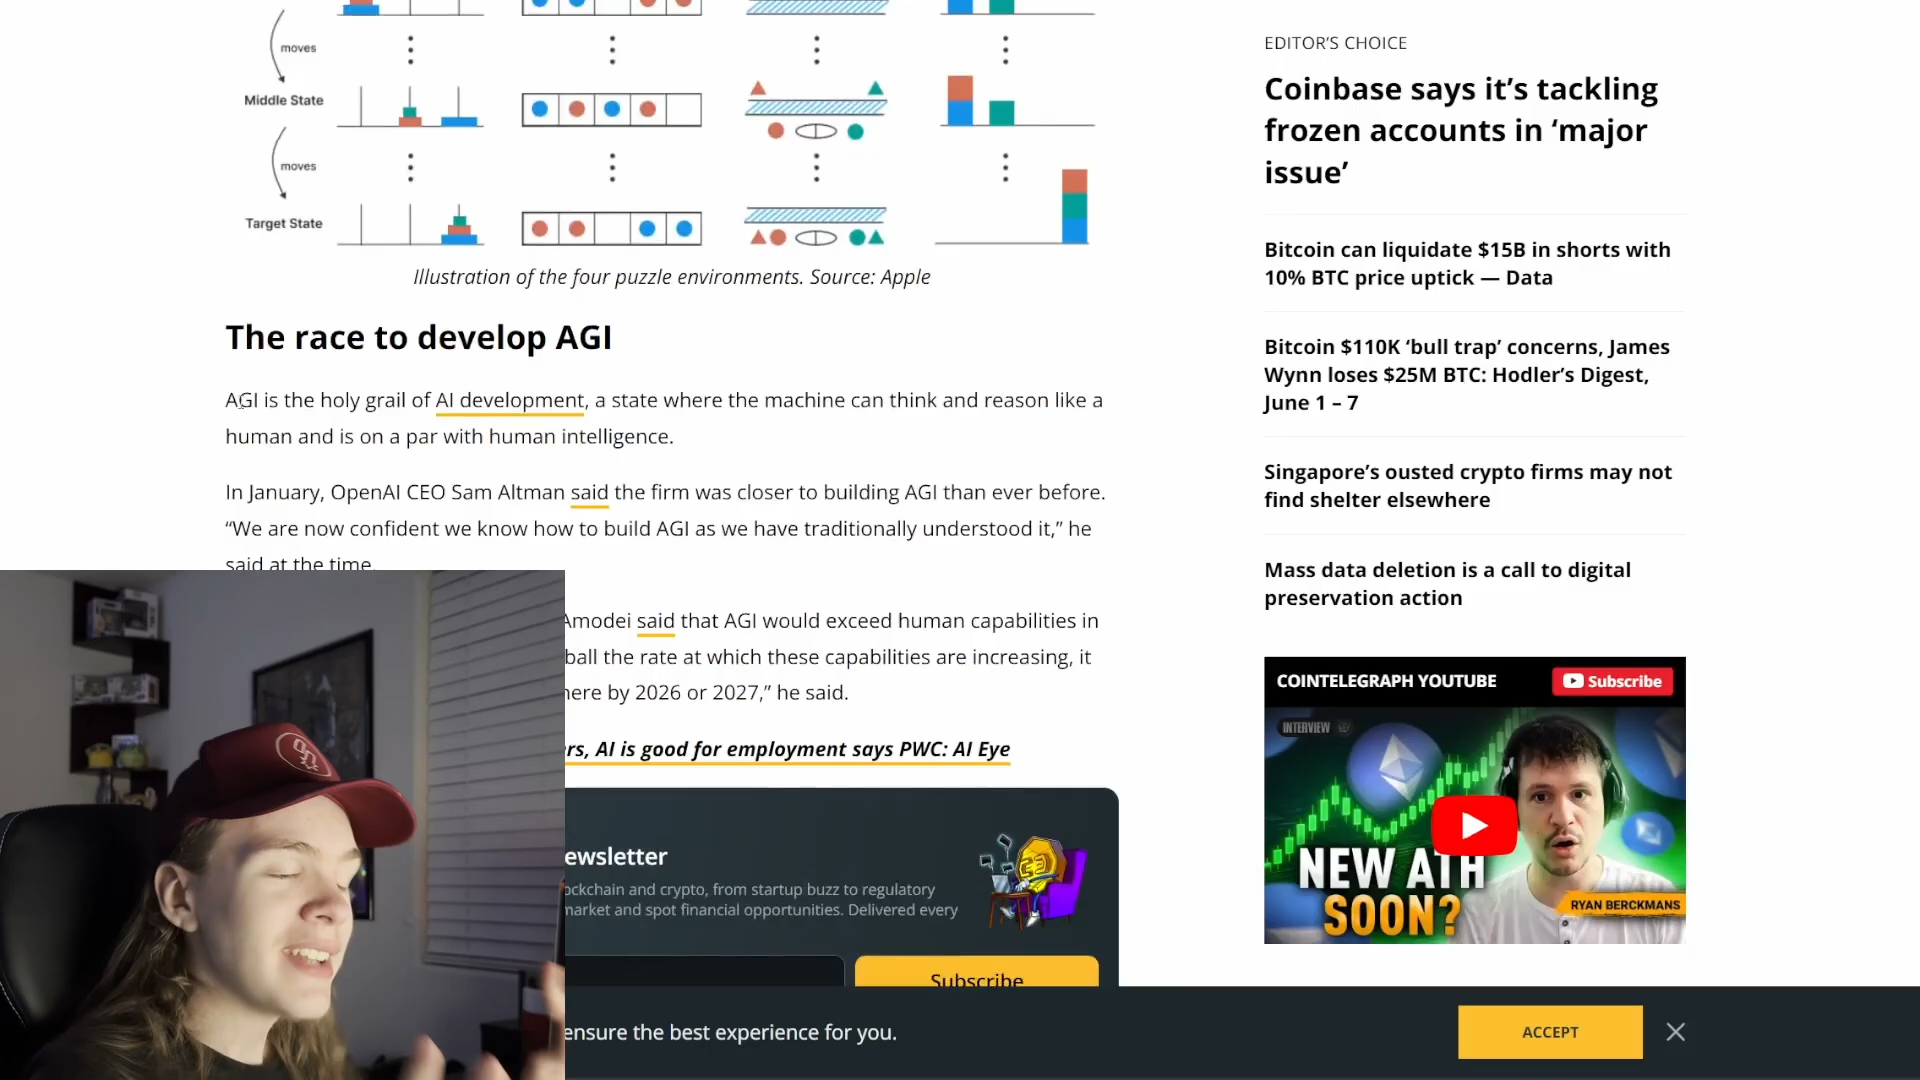 moves
Middle State
moves
Target State
Illustration of the four puzzle environments. Source: Apple
The race to develop AGI
AGI is the holy grail of AI development, a state where the machine can think and reason like a
human and is on a par with human intelligence.
In January, OpenAI CEO Sam Altman said the firm was closer to building AGI than ever before.
“We are now confident we know how to build AGI as we have traditionally understood it,” he
said at the time.
Amodei said that AGI would exceed human capabilities in
ball the rate at which these capabilities are increasing, it
by 2026 or 2027,” he said.
AI is good for employment says PWC: AI Eye
ewsletter
and crypto, from startup buzz to regulatory
and spot financial opportunities. Delivered every
Subscribe
ensure the best experience for you.
ACCEPT
EDITOR’S CHOICE
Coinbase says it’s tackling
frozen accounts in ‘major
issue’
Bitcoin can liquidate $15B in shorts with
10% BTC price uptick — Data
Bitcoin $110K ‘bull trap’ concerns, James
Wynn loses $25M BTC: Hodler’s Digest,
June 1 – 7
Singapore’s ousted crypto firms may not
find shelter elsewhere
Mass data deletion is a call to digital
preservation action
COINTELEGRAPH YOUTUBE
Subscribe
INTERVIEW
NEW ATH
SOON?
RYAN BERCKMANS